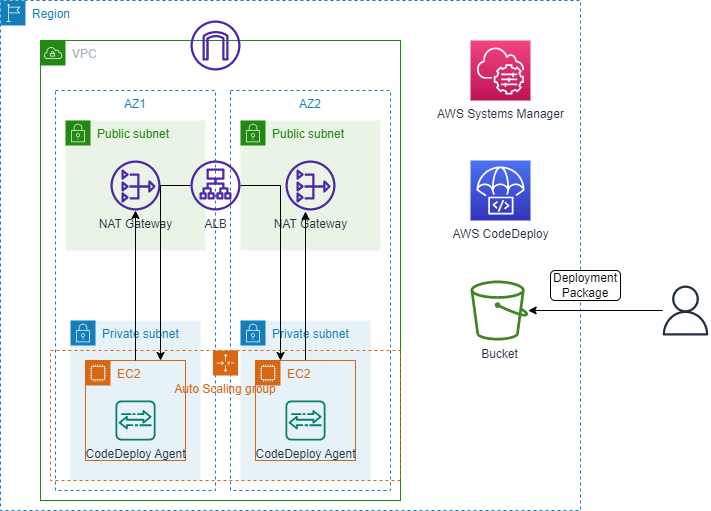 Region
VPC
AZ1
AZ2
Public subnet
Public subnet
NAT Gateway
ALB
NAT Gateway
Private subnet
Private subnet
EC2
EC2
Auto Scaling group
CodeDeploy Agent
CodeDeploy Agent
AWS Systems Manager
AWS CodeDeploy
Deployment
Package
Bucket